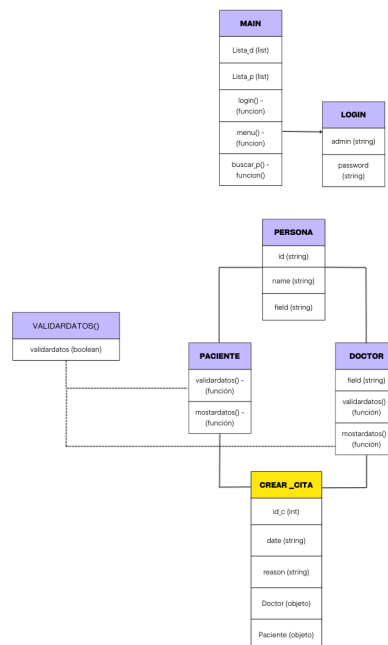 MAIN
Lista_d (list)
Lista_p (list)
login() -
(funcion)
menu() -
(funcion)
buscar_p() -
funcion()
LOGIN
admin (string)
password
(string)
PERSONA
id (string)
name (string)
field (string)
VALIDARDATOS()
validardatos (boolean)
PACIENTE
validardatos() -
(función)
mostardatos() -
(función)
DOCTOR
field (string)
validardatos() -
(función)
mostardatos() -
(función)
CREAR _CITA
id_c (int)
date (string)
reason (string)
Doctor (objeto)
Paciente (objeto)